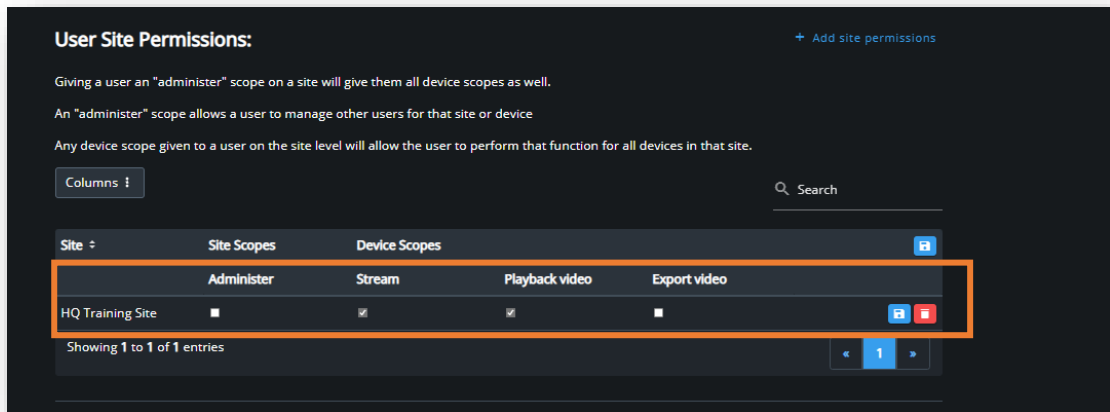 User Site Permissions:
+ Add site permissions
Giving a user an "administer" scope on a site will give them all device scopes as well.
An "administer" scope allows a user to manage other users for that site or device
Any device scope given to a user on the site level will allow the user to perform that function for all devices in that site.
Columns
Search
Site Site Scopes Device Scopes
Administer Stream Playback video Export video
HQ Training Site
Showing 1 to 1 of 1 entries
« 1 »